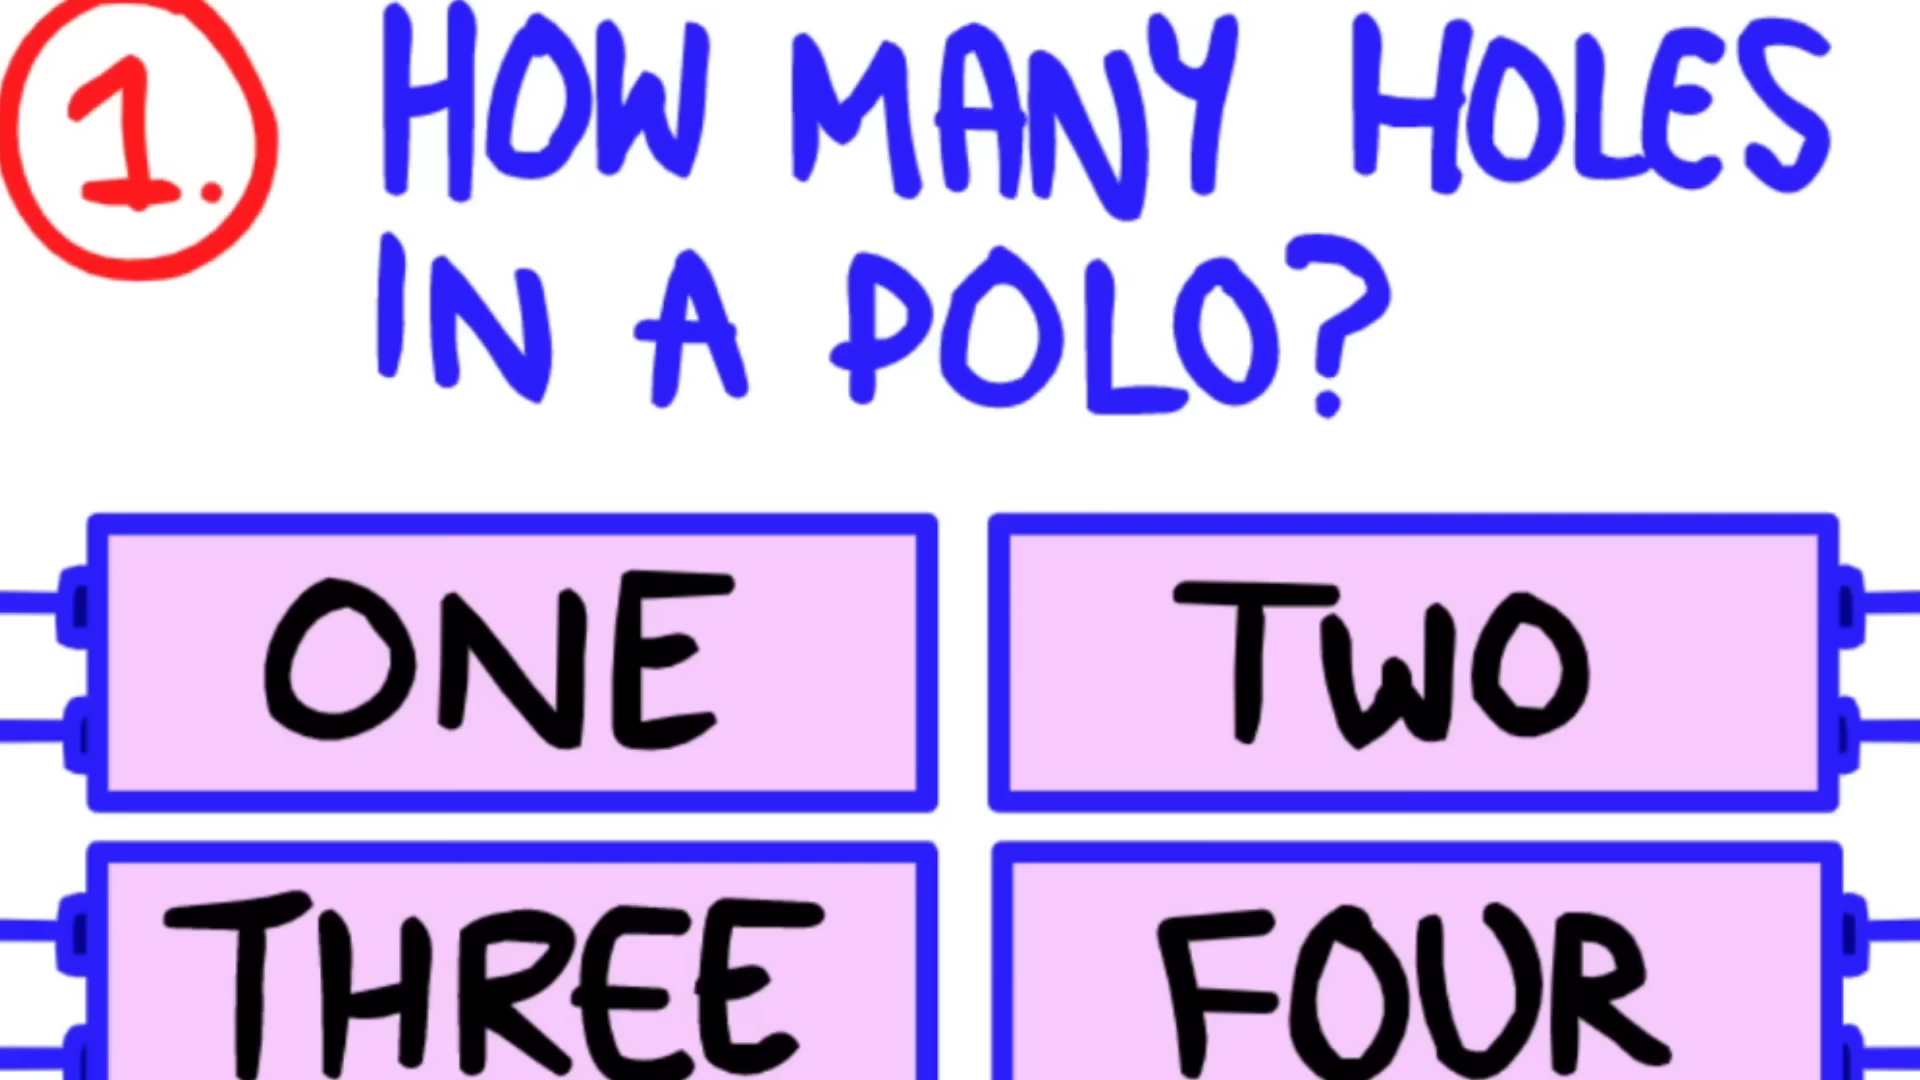 1.
HOW MANY HOLES
IN A POLO?
ONE
TWO
THREE
FOUR